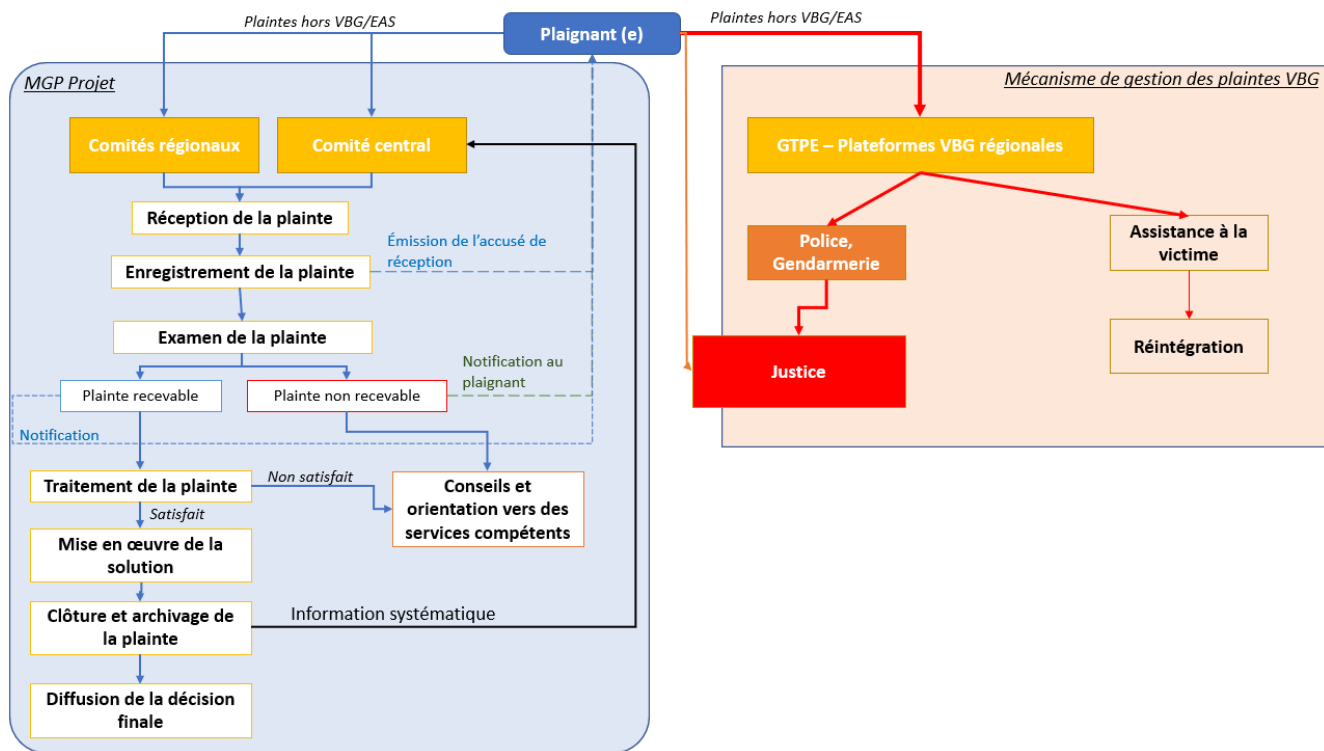 Plaintes hors VBG/EAS
Plaignant (e)
Plaintes hors VBG/EAS
MGP Projet
Mécanisme de gestion des plaintes VBG
Comités régionaux
Comité central
GTPE – Plateformes VBG régionales
Réception de la plainte
Émission de l’accusé de
réception
Enregistrement de la plainte
Police,
Gendarmerie
Assistance à la
victime
Examen de la plainte
Réintégration
Notification au
plaignant
Justice
Plainte recevable
Plainte non recevable
Notification
Traitement de la plainte
Non satisfait
Conseils et
orientation vers des
services compétents
Satisfait
Mise en œuvre de la
solution
Clôture et archivage de
la plainte
Information systématique
Diffusion de la décision
finale